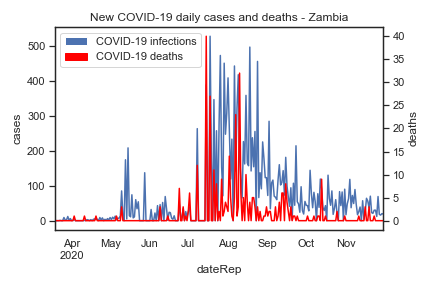 New COVID-19 daily cases and deaths - Zambia
COVID-19 infections
COVID-19 deaths
500
400
300
200
100
0
cases
40
35
30
25
20
15
10
5
0
deaths
Apr
2020
May
Jun
Jul
Aug
Sep
Oct
Nov
dateRep